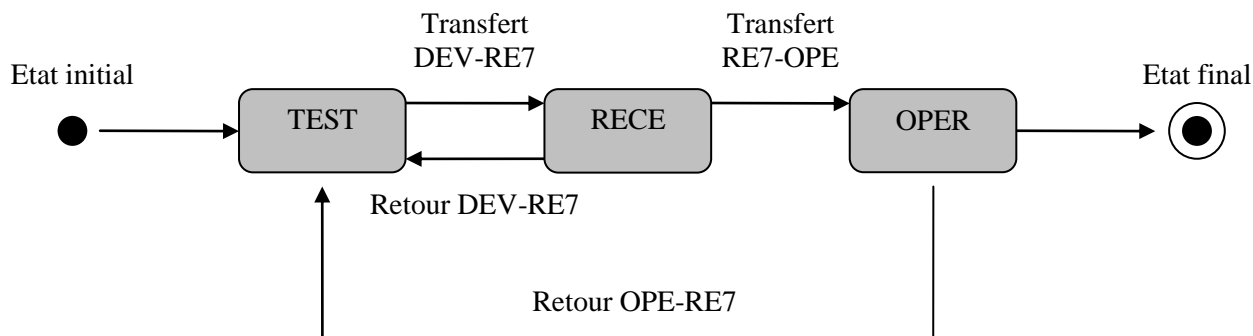 Transfert
DEV-RE7
Transfert
RE7-OPE
Etat initial
Etat final
TEST
RECE
OPER
Retour DEV-RE7
Retour OPE-RE7